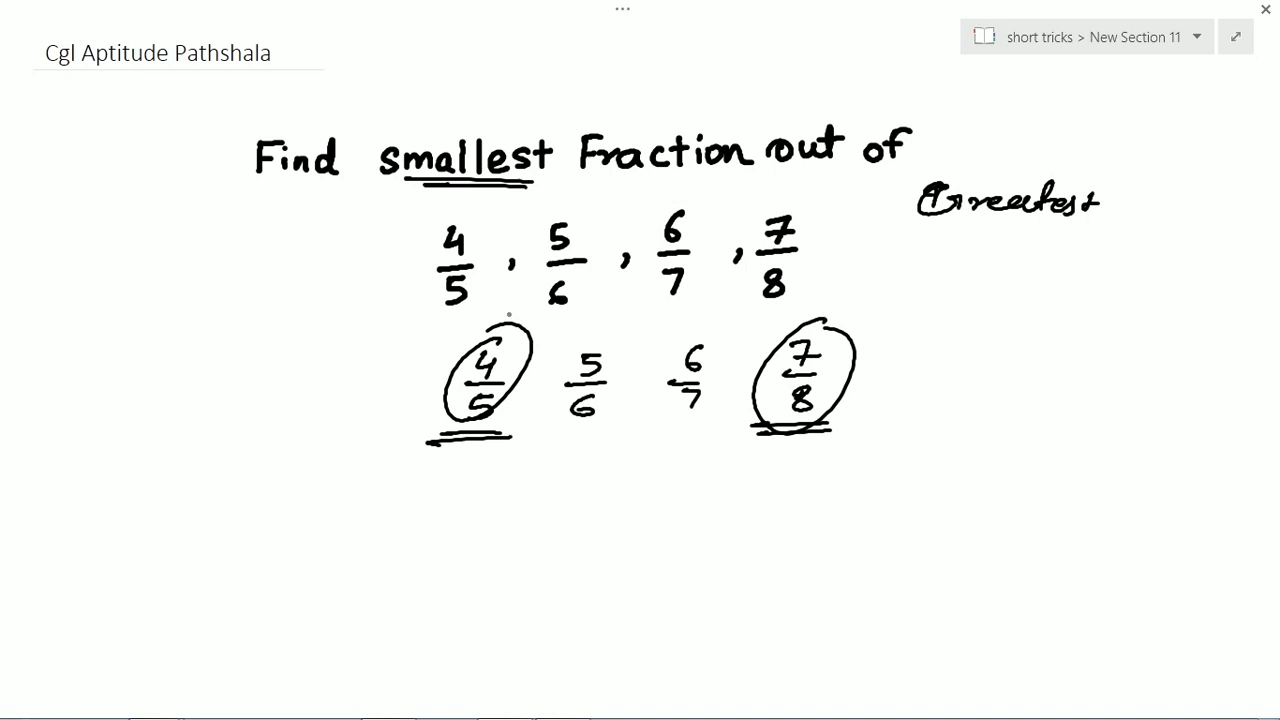 ...
Cgl Aptitude Pathshala
short tricks > New Section 11
Find smallest Fraction out of
Greatest
4/5, 5/6, 6/7, 7/8
4/5 5/6 6/7 7/8